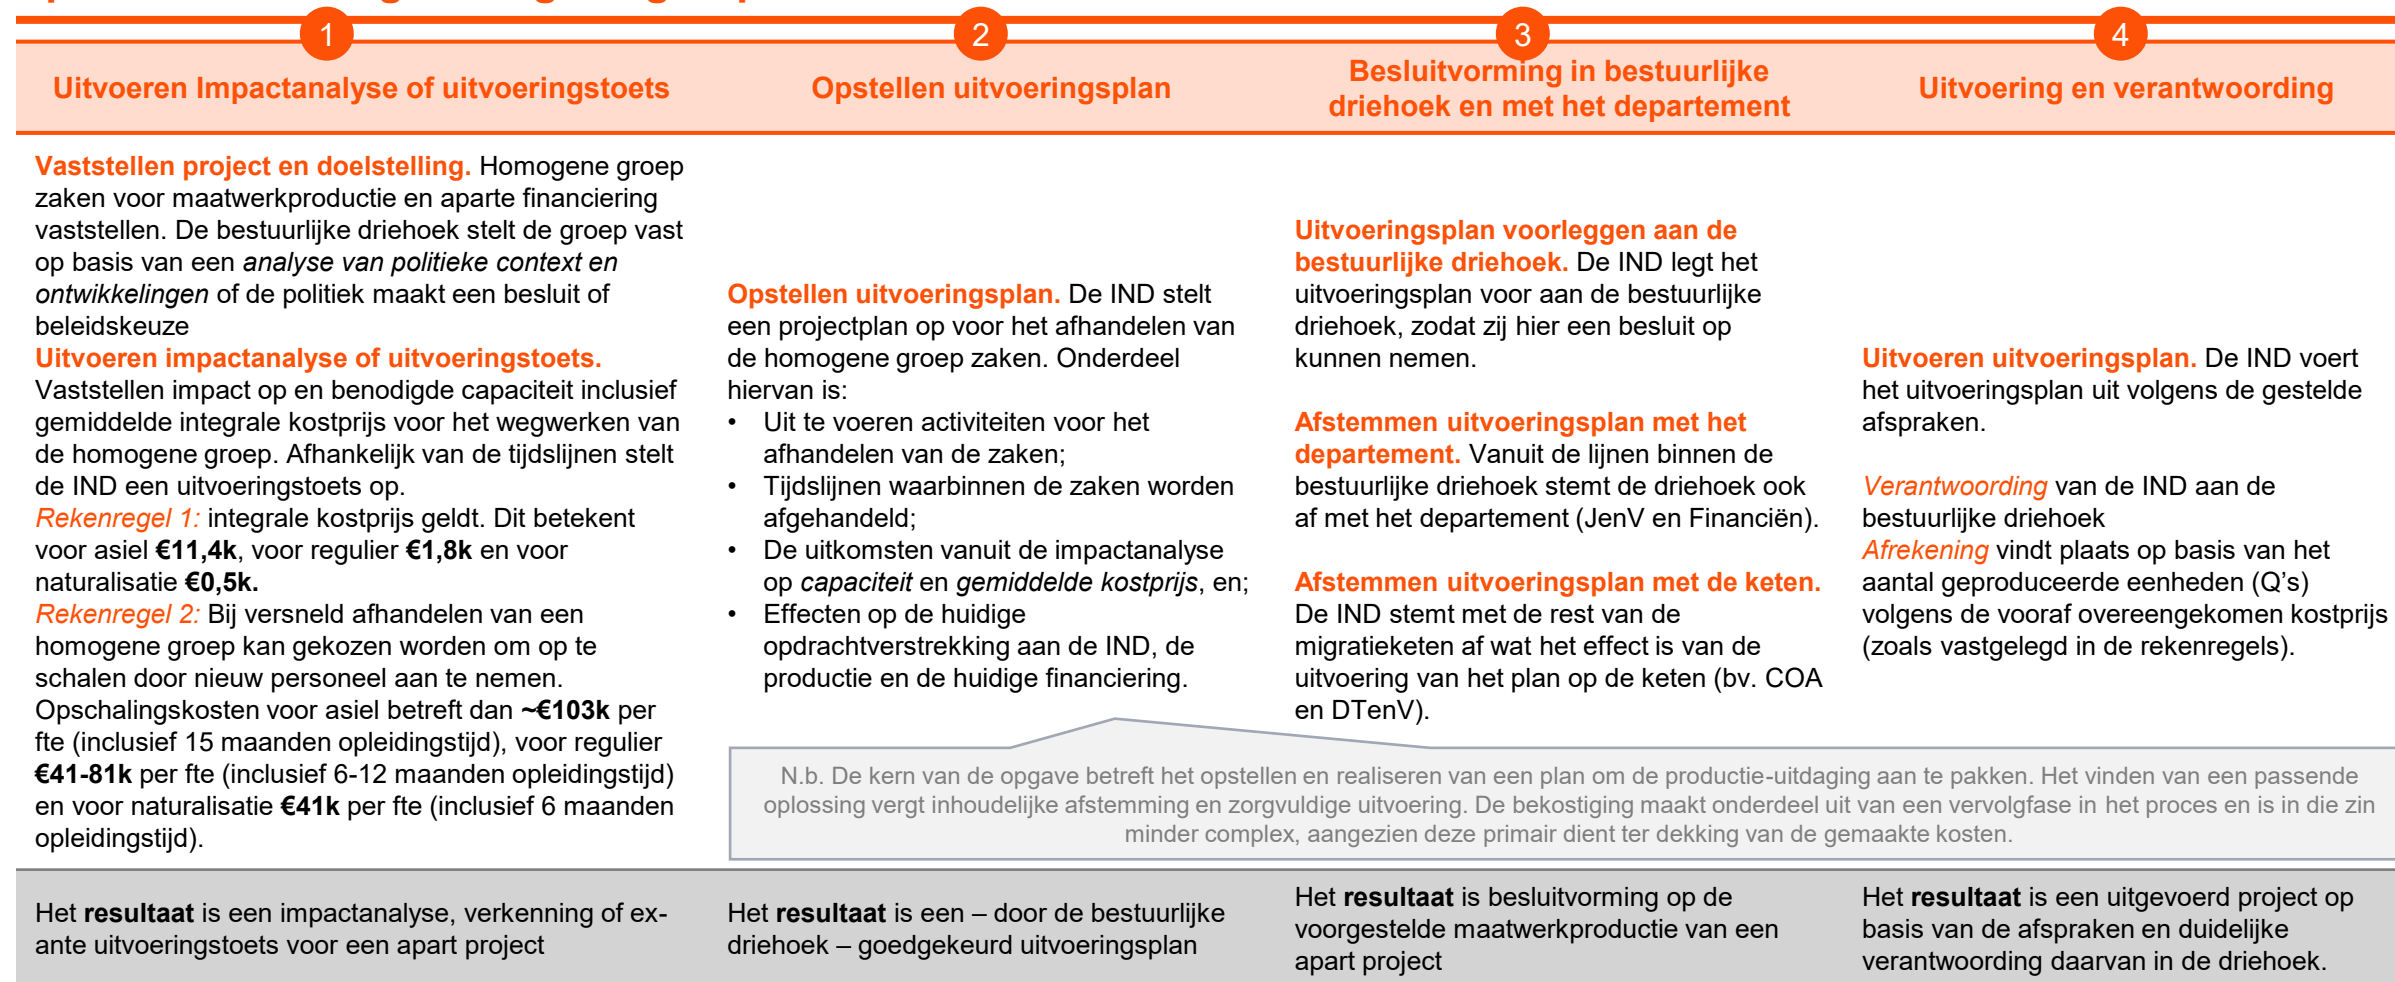 1
Uitvoeren Impactanalyse of uitvoeringstoets
Vaststellen project en doelstelling. Homogene groep
zaken voor maatwerkproductie en aparte financiering
vaststellen. De bestuurlijke driehoek stelt de groep vast
op basis van een analyse van politieke context en
ontwikkelingen of de politiek maakt een besluit of
beleidskeuze
Uitvoeren impactanalyse of uitvoeringstoets.
Vaststellen impact op en benodigde capaciteit inclusief
gemiddelde integrale kostprijs voor het wegwerken van
de homogene groep. Afhankelijk van de tijdslijnen stelt
de IND een uitvoeringstoets op.
Rekenregel 1: integrale kostprijs geldt. Dit betekent
voor asiel €11,4k, voor regulier €1,8k en voor
naturalisatie €0,5k.
Rekenregel 2: Bij versneld afhandelen van een
homogene groep kan gekozen worden om op te
schalen door nieuw personeel aan te nemen.
Opschalingskosten voor asiel betreft dan ~€103k per
fte (inclusief 15 maanden opleidingstijd), voor regulier
€41-81k per fte (inclusief 6-12 maanden opleidingstijd)
en voor naturalisatie €41k per fte (inclusief 6 maanden
opleidingstijd).
Het resultaat is een impactanalyse, verkenning of ex-
ante uitvoeringstoets voor een apart project
2
Opstellen uitvoeringsplan
Opstellen uitvoeringsplan. De IND stelt
een projectplan op voor het afhandelen van
de homogene groep zaken. Onderdeel
hiervan is:
• Uit te voeren activiteiten voor het
afhandelen van de zaken;
• Tijdslijnen waarbinnen de zaken worden
afgehandeld;
• De uitkomsten vanuit de impactanalyse
op capaciteit en gemiddelde kostprijs, en;
• Effecten op de huidige
opdrachtverstrekking aan de IND, de
productie en de huidige financiering.
Het resultaat is een – door de bestuurlijke
driehoek – goedgekeurd uitvoeringsplan
3
Besluitvorming in bestuurlijke
driehoek en met het departement
Uitvoeringsplan voorleggen aan de
bestuurlijke driehoek. De IND legt het
uitvoeringsplan voor aan de bestuurlijke
driehoek, zodat zij hier een besluit op
kunnen nemen.
Afstemmen uitvoeringsplan met het
departement. Vanuit de lijnen binnen de
bestuurlijke driehoek stemt de driehoek ook
af met het departement (JenV en Financiën).
Afstemmen uitvoeringsplan met de keten.
De IND stemt met de rest van de
migratieketen af wat het effect is van de
uitvoering van het plan op de keten (bv. COA
en DTenV).
Het resultaat is besluitvorming op de
voorgestelde maatwerkproductie van een
apart project
4
Uitvoering en verantwoording
Uitvoeren uitvoeringsplan. De IND voert
het uitvoeringsplan uit volgens de gestelde
afspraken.
Verantwoording van de IND aan de
bestuurlijke driehoek
Afrekening vindt plaats op basis van het
aantal geproduceerde eenheden (Q’s)
volgens de vooraf overeengekomen kostprijs
(zoals vastgelegd in de rekenregels).
Het resultaat is een uitgevoerd project op
basis van de afspraken en duidelijke
verantwoording daarvan in de driehoek.
N.b. De kern van de opgave betreft het opstellen en realiseren van een plan om de productie-uitdaging aan te pakken. Het vinden van een passende
oplossing vergt inhoudelijke afstemming en zorgvuldige uitvoering. De bekostiging maakt onderdeel uit van een vervolgfase in het proces en is in die zin
minder complex, aangezien deze primair dient ter dekking van de gemaakte kosten.